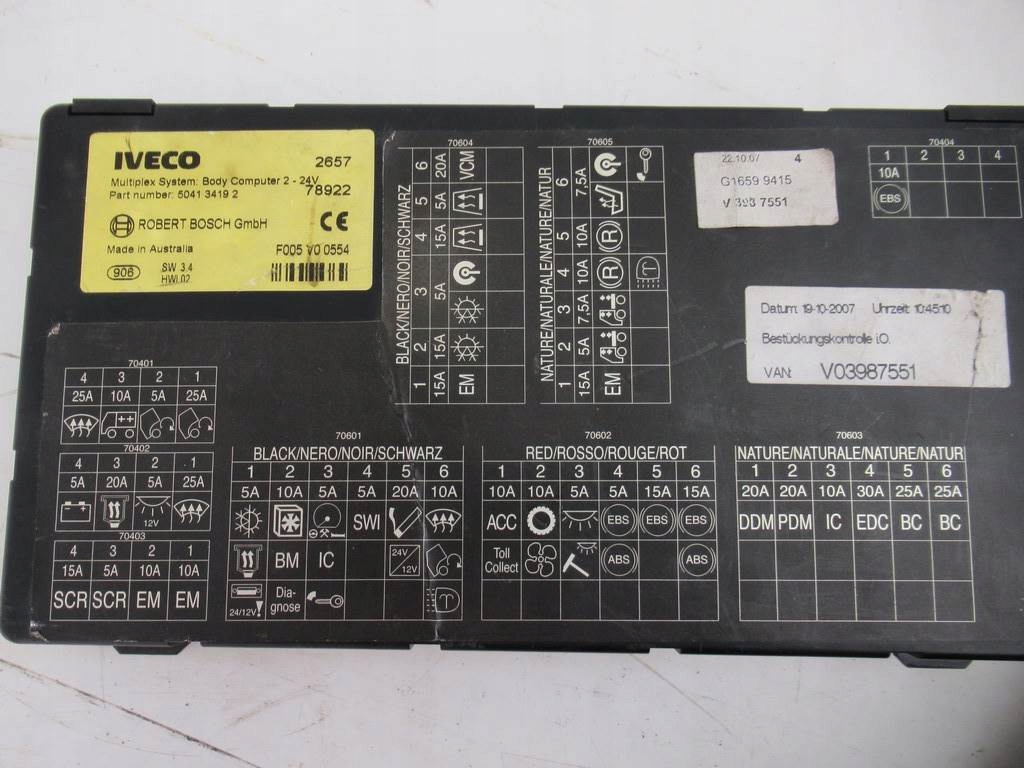 IVECO 2657
Multiplex System: Body Computer 2 - 24V
78922
Part number: 5041 3419 2
ROBERT BOSCH GmbH CE
Made in Australia F005 V0 0554
906 SW 3.4
HW 02
70604
BLACK/NERO/NOIR/SCHWARZ
6 20A VCM
5 5A
4 15A
3 5A
2 15A
1 15A EM
70605
NATURE/NATURALE/NATURE/NATUR
6 7,5A
5 10A (R)
4 10A (R)
3 7,5A
2 5A
1 15A EM
22.10.07 4
G1659 9415
V 393 7551
70404
1 2 3 4
10A
EBS
Datum: 19-10-2007 Uhrzeit: 10:45:10
Bestückungskontrolle i.O.
VAN: V03987551
70401
4 3 2 1
25A 10A 5A 25A
70402
4 3 2 1
5A 20A 5A 25A
12V
70403
4 3 2 1
15A 5A 10A 10A
SCR SCR EM EM
70601
BLACK/NERO/NOIR/SCHWARZ
1 2 3 4 5 6
5A 10A 5A 5A 20A 10A
SWI
BM IC 24V/12V
24/12V! Dia-
gnose
70602
RED/ROSSO/ROUGE/ROT
1 2 3 4 5 6
10A 10A 5A 5A 15A 15A
ACC EBS EBS EBS
Toll
Collect ABS ABS
70603
NATURE/NATURALE/NATURE/NATUR
1 2 3 4 5 6
20A 20A 10A 30A 25A 25A
DDM PDM IC EDC BC BC